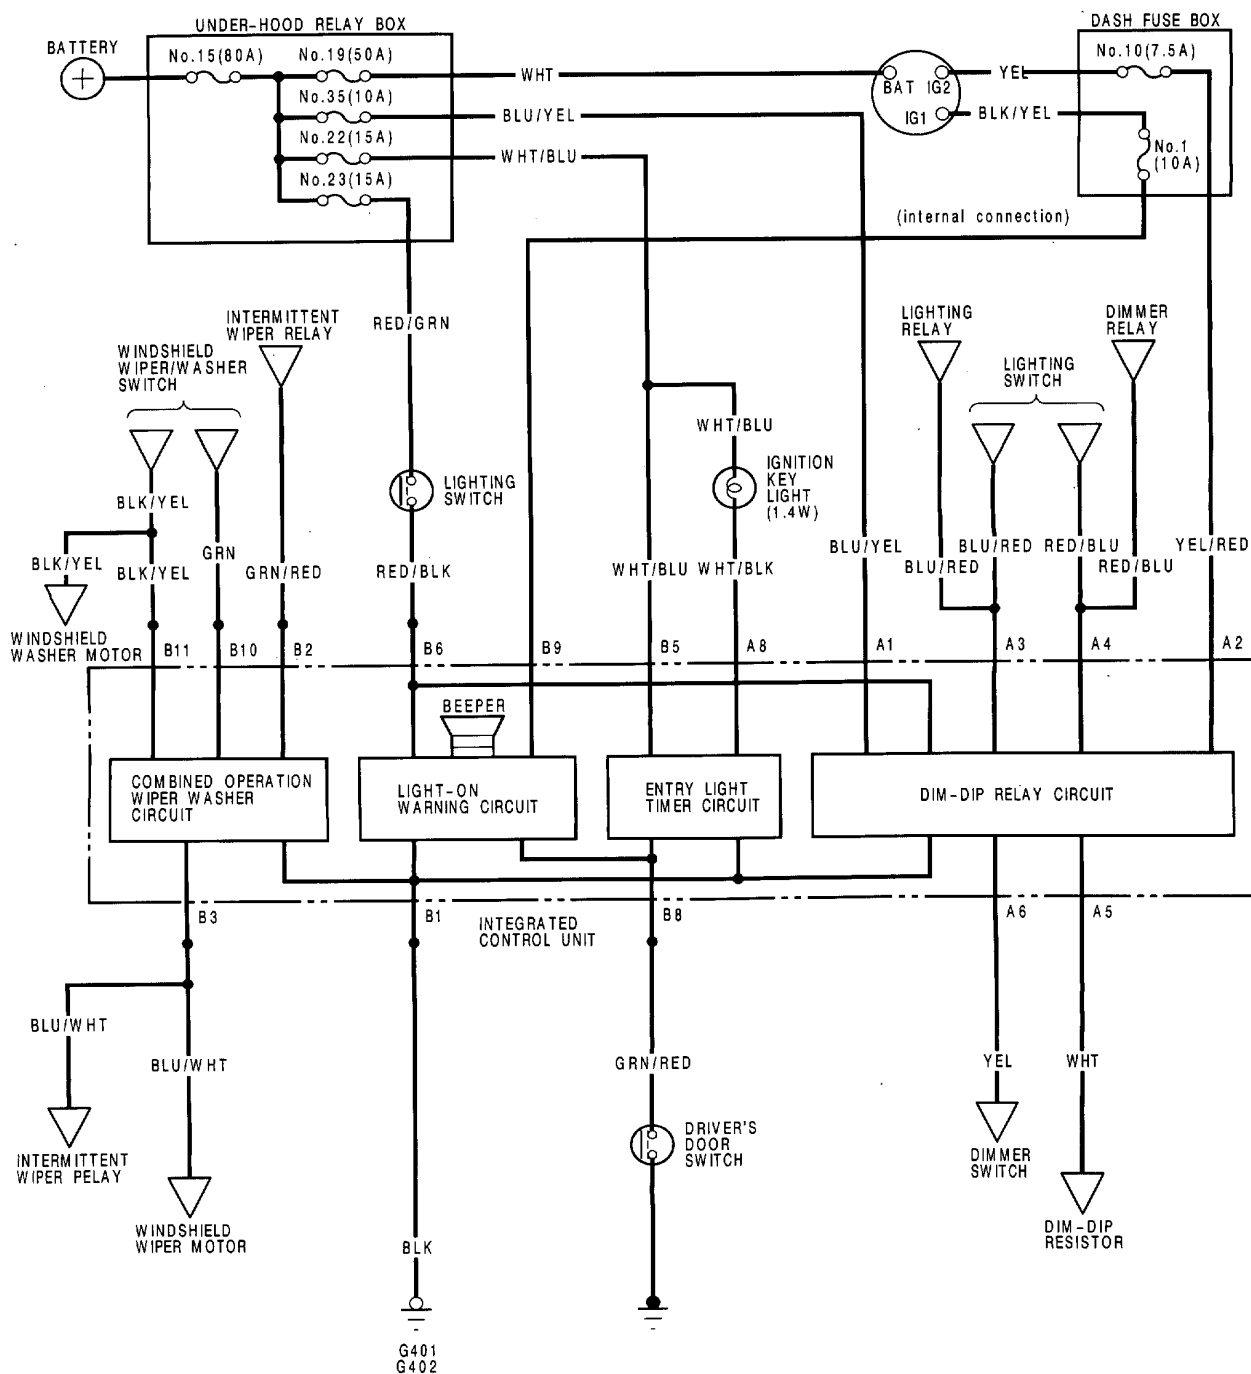 UNDER-HOOD RELAY BOX
DASH FUSE BOX
BATTERY
No.15(80A)
No.19(50A)
No.10(7.5A)
WHT
BAT IG2
YEL
No.35(10A)
BLU/YEL
IG1
BLK/YEL
No.22(15A)
WHT/BLU
No.1
(10A)
No.23(15A)
(internal connection)
INTERMITTENT
WIPER RELAY
RED/GRN
LIGHTING
RELAY
DIMMER
RELAY
WINDSHIELD
WIPER/WASHER
SWITCH
LIGHTING
SWITCH
WHT/BLU
IGNITION
KEY
LIGHT
(1.4W)
LIGHTING
SWITCH
BLK/YEL
GRN
BLK/YEL
BLK/YEL
GRN/RED
RED/BLK
WHT/BLU
WHT/BLK
BLU/YEL
BLU/RED
BLU/RED
RED/BLU
RED/BLU
YEL/RED
WINDSHIELD
WASHER MOTOR
B11
B10
B2
B6
B9
B5
A8
A1
A3
A4
A2
BEEPER
COMBINED OPERATION
WIPER WASHER
CIRCUIT
LIGHT-ON
WARNING CIRCUIT
ENTRY LIGHT
TIMER CIRCUIT
DIM-DIP RELAY CIRCUIT
B3
B1
INTEGRATED
CONTROL UNIT
B8
A6
A5
BLU/WHT
BLU/WHT
GRN/RED
YEL
WHT
INTERMITTENT
WIPER PELAY
DRIVER'S
DOOR
SWITCH
DIMMER
SWITCH
WINDSHIELD
WIPER MOTOR
DIM-DIP
RESISTOR
BLK
G401
G402